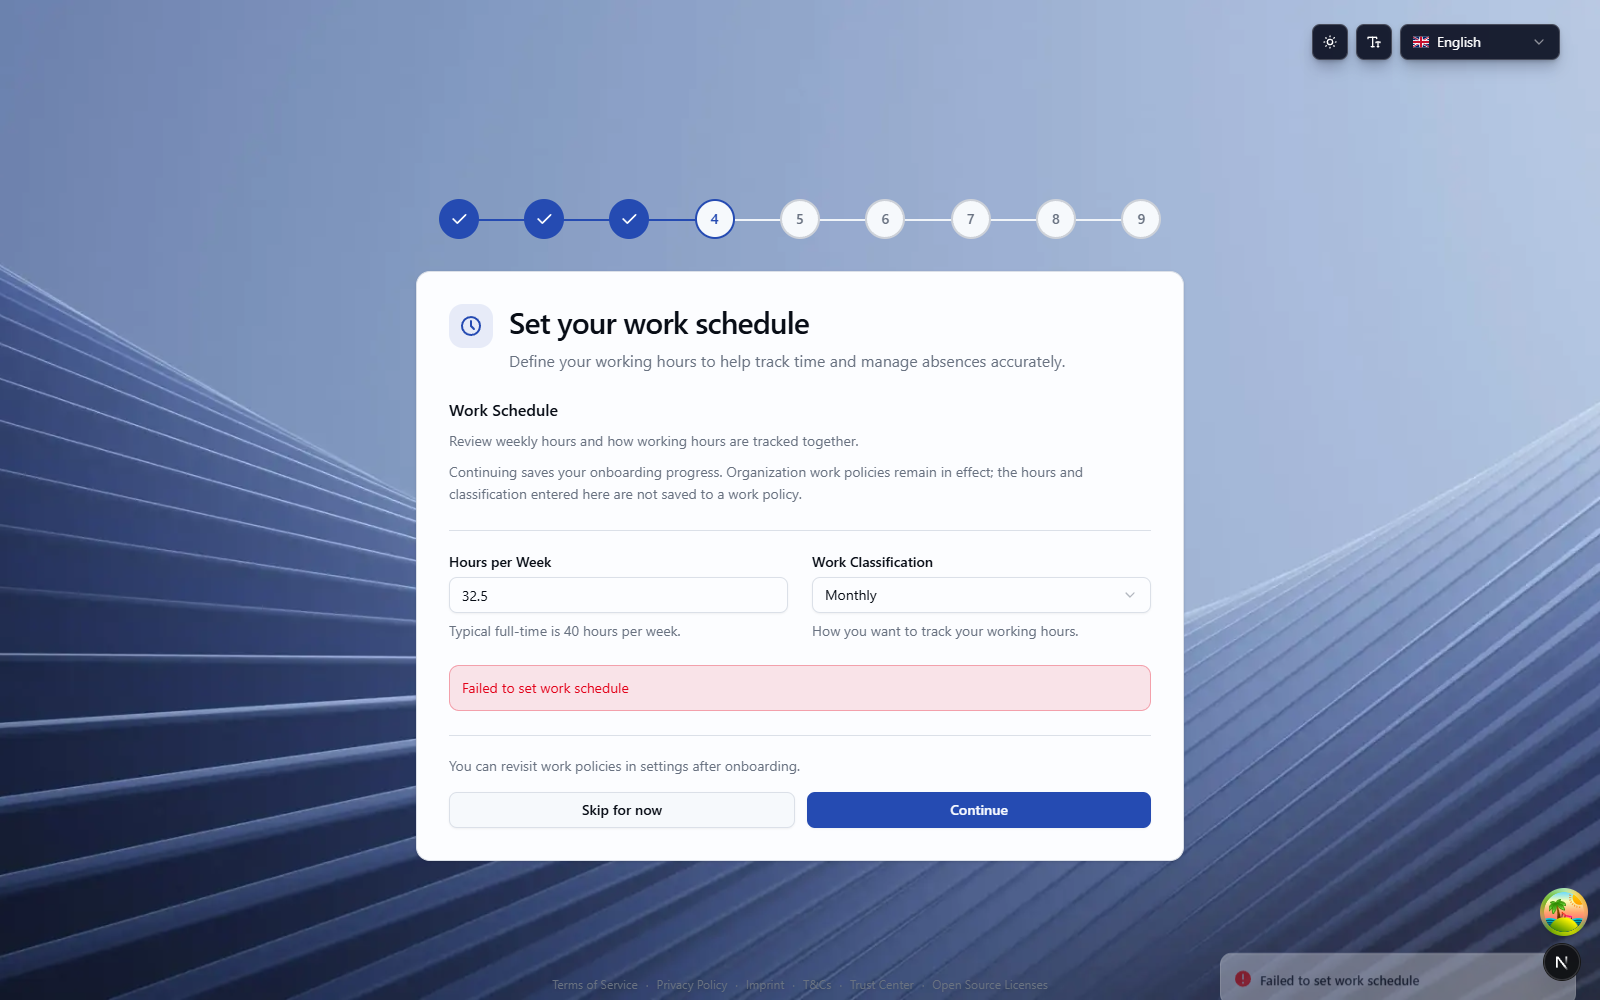 English
4
5
6
7
8
9
Set your work schedule
Define your working hours to help track time and manage absences accurately.
Work Schedule
Review weekly hours and how working hours are tracked together.
Continuing saves your onboarding progress. Organization work policies remain in effect; the hours and
classification entered here are not saved to a work policy.
Hours per Week
Work Classification
32.5
Monthly
Typical full-time is 40 hours per week.
How you want to track your working hours.
Failed to set work schedule
You can revisit work policies in settings after onboarding.
Skip for now
Continue
N
Failed to set work schedule
Terms of Service · Privacy Policy · Imprint · T&Cs · Trust Center · Open Source Licenses